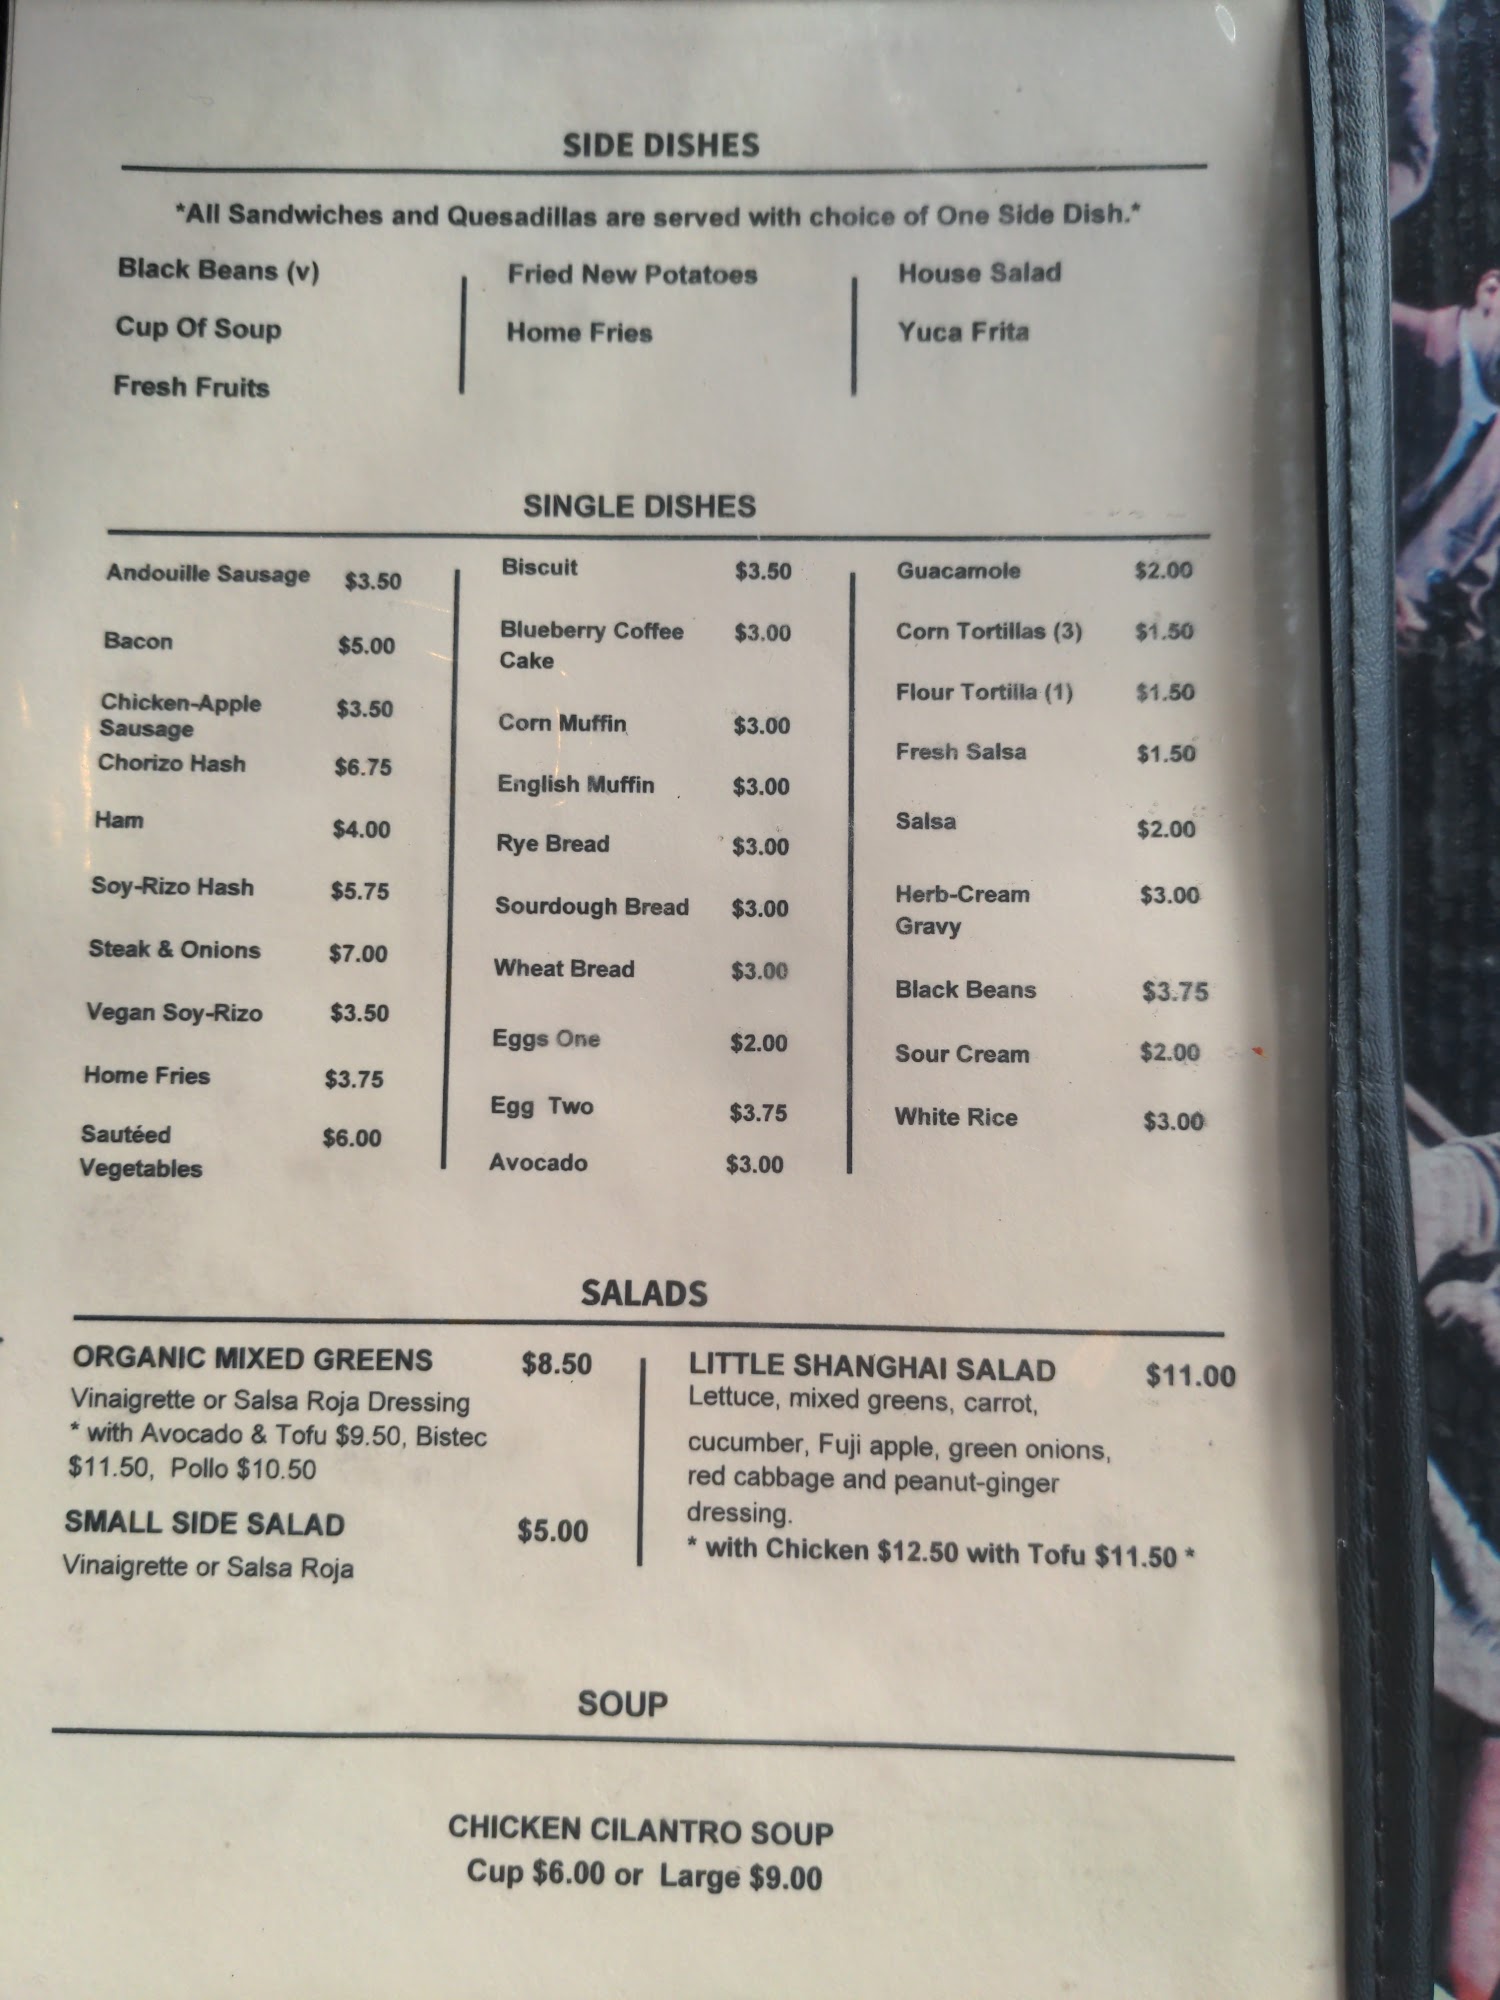 SIDE DISHES
*All Sandwiches and Quesadillas are served with choice of One Side Dish.*
Black Beans (v)
Cup Of Soup
Fresh Fruits
Fried New Potatoes
Home Fries
House Salad
Yuca Frita
SINGLE DISHES
Andouille Sausage $3.50
Bacon $5.00
Chicken-Apple $3.50
Sausage
Chorizo Hash $6.75
Ham $4.00
Soy-Rizo Hash $5.75
Steak & Onions $7.00
Vegan Soy-Rizo $3.50
Home Fries $3.75
Sautéed $6.00
Vegetables
Biscuit $3.50
Blueberry Coffee $3.00
Cake
Corn Muffin $3.00
English Muffin $3.00
Rye Bread $3.00
Sourdough Bread $3.00
Wheat Bread $3.00
Eggs One $2.00
Egg Two $3.75
Avocado $3.00
Guacamole $2.00
Corn Tortillas (3) $1.50
Flour Tortilla (1) $1.50
Fresh Salsa $1.50
Salsa $2.00
Herb-Cream $3.00
Gravy
Black Beans $3.75
Sour Cream $2.00
White Rice $3.00
SALADS
ORGANIC MIXED GREENS $8.50
Vinaigrette or Salsa Roja Dressing
* with Avocado & Tofu $9.50, Bistec
$11.50, Pollo $10.50
SMALL SIDE SALAD $5.00
Vinaigrette or Salsa Roja
LITTLE SHANGHAI SALAD $11.00
Lettuce, mixed greens, carrot,
cucumber, Fuji apple, green onions,
red cabbage and peanut-ginger
dressing.
* with Chicken $12.50 with Tofu $11.50 *
SOUP
CHICKEN CILANTRO SOUP
Cup $6.00 or Large $9.00